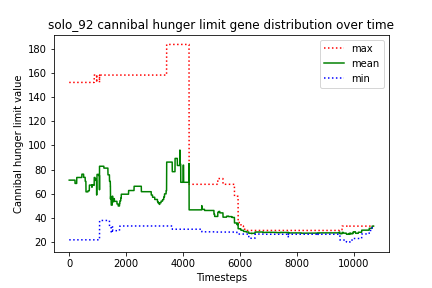 solo_92 cannibal hunger limit gene distribution over time
max
mean
min
Cannibal hunger limit value
180
160
140
120
100
80
60
40
20
0
2000
4000
6000
8000
10000
Timesteps